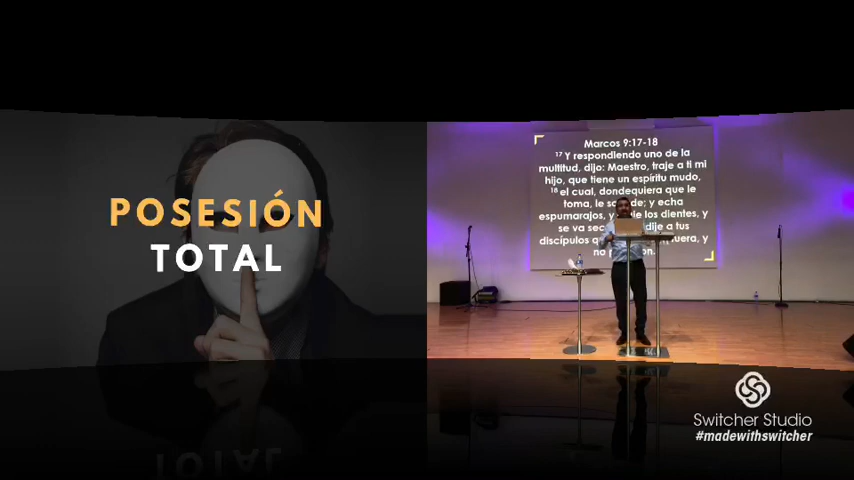 POSESIÓN
TOTAL
Marcos 9:17-18
17 Y respondiendo uno de la
multitud, dijo: Maestro, traje a ti mi
hijo, que tiene un espíritu mudo,
18 el cual, dondequiera que le
toma, le
espumarajos, y los dientes, y
se va dije a tus
discípulos y
Switcher Studio
#madewithswitcher